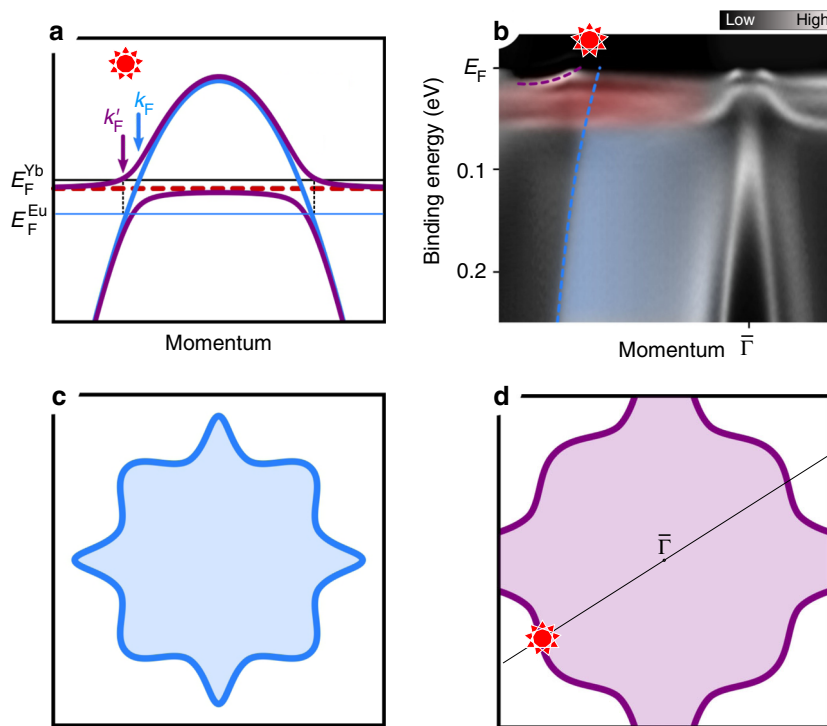 a
k′F
kF
EFYb
EFEu
Momentum
b
Low High
EF
0.1
0.2
Binding energy (eV)
Momentum Γ̅
c
d
Γ̅